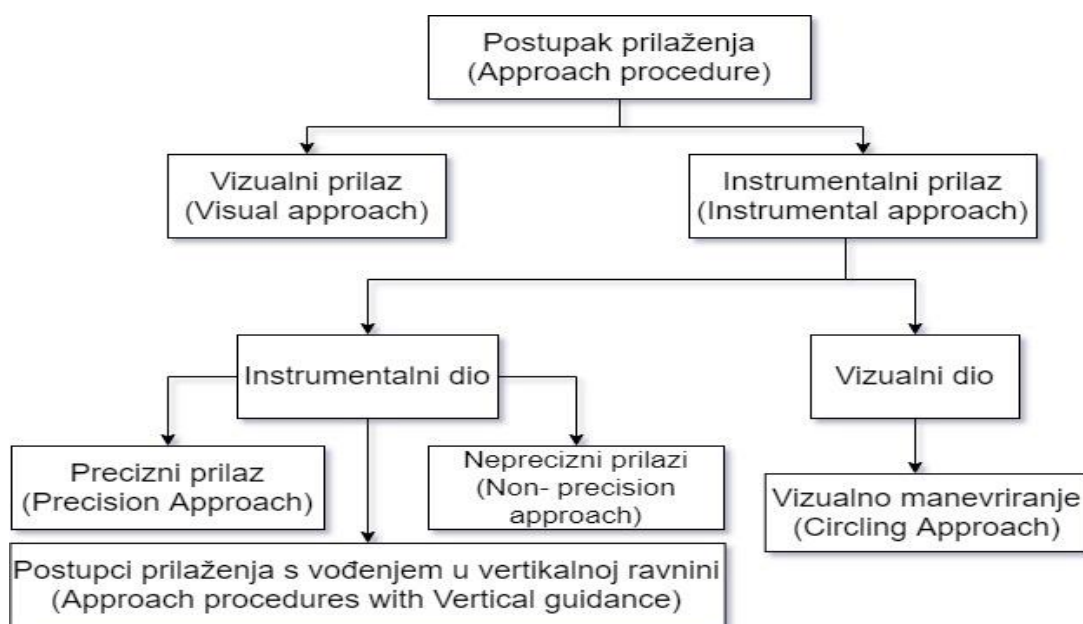 Postupak prilaženja
(Approach procedure)
Vizualni prilaz
(Visual approach)
Instrumentalni prilaz
(Instrumental approach)
Instrumentalni dio
Vizualni dio
Precizni prilaz
(Precision Approach)
Neprecizni prilazi
(Non- precision
approach)
Vizualno manevriranje
(Circling Approach)
Postupci prilaženja s vođenjem u vertikalnoj ravnini
(Approach procedures with Vertical guidance)